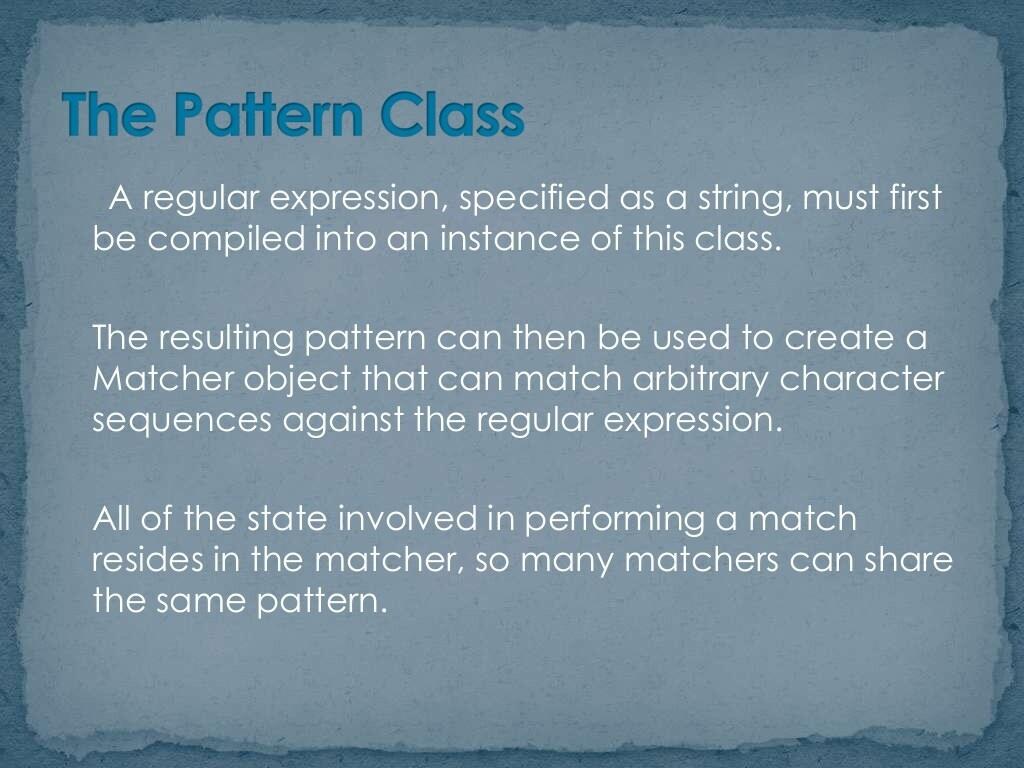 The Pattern Class
A regular expression, specified as a string, must first
be compiled into an instance of this class.
The resulting pattern can then be used to create a
Matcher object that can match arbitrary character
sequences against the regular expression.
All of the state involved in performing a match
resides in the matcher, so many matchers can share
the same pattern.